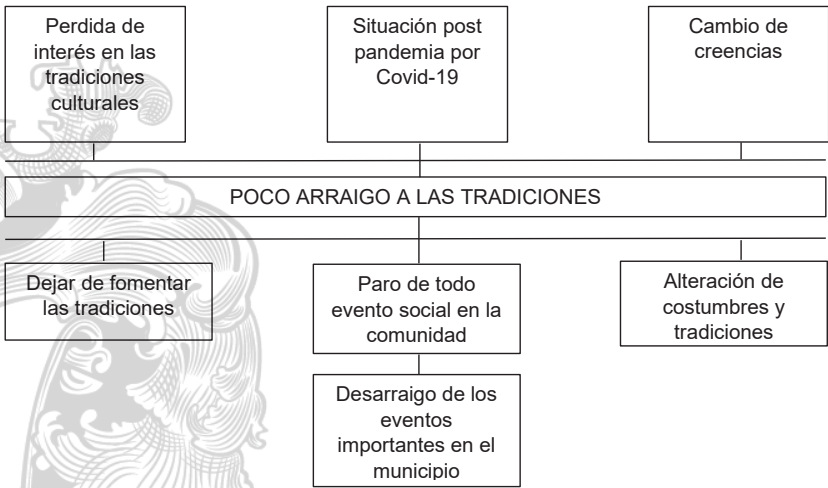 Perdida de
interés en las
tradiciones
culturales
Situación post
pandemia por
Covid-19
Cambio de
creencias
POCO ARRAIGO A LAS TRADICIONES
Dejar de fomentar
las tradiciones
Paro de todo
evento social en la
comunidad
Alteración de
costumbres y
tradiciones
Desarraigo de los
eventos
importantes en el
municipio